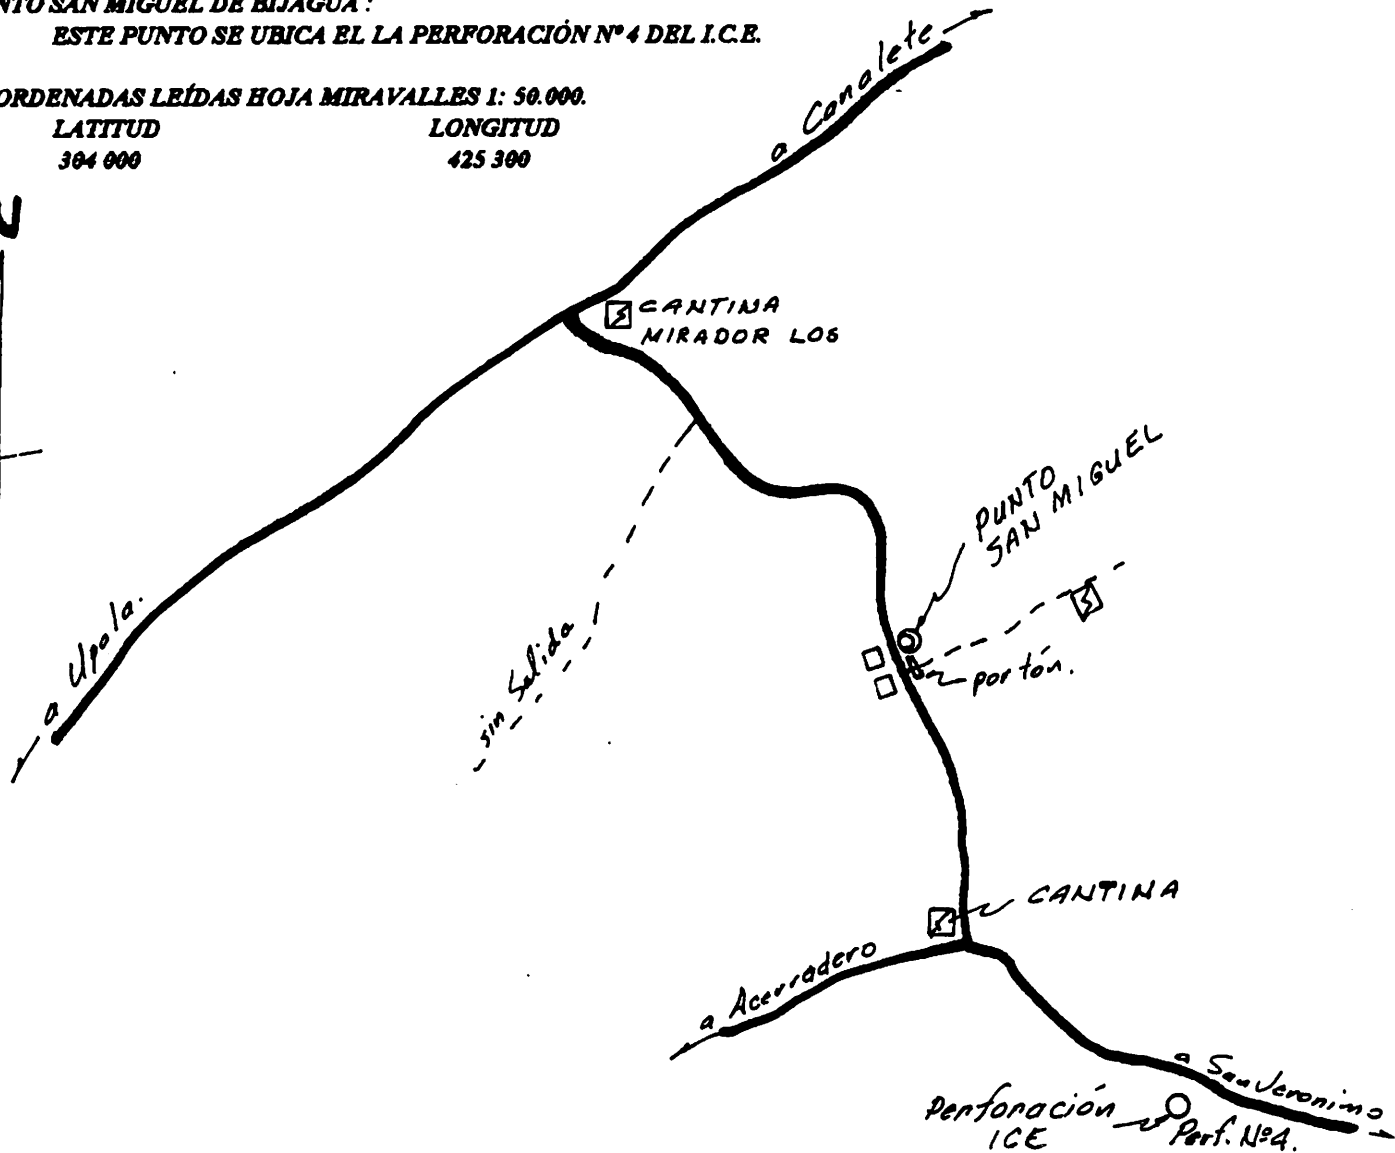 NTO SAN MIGUEL DE BIJAGUA :
ESTE PUNTO SE UBICA EL LA PERFORACIÓN Nº 4 DEL I.C.E.
ORDENADAS LEÍDAS HOJA MIRAVALLES 1: 50.000.
LATITUD LONGITUD
304 000 425 300
a Canalete
CANTINA
MIRADOR LOS
PUNTO
SAN MIGUEL
a Upala.
sin Salida
portón.
CANTINA
a Acerradero
a San Jeronimo
Perforación
ICE
Perf. Nº4.